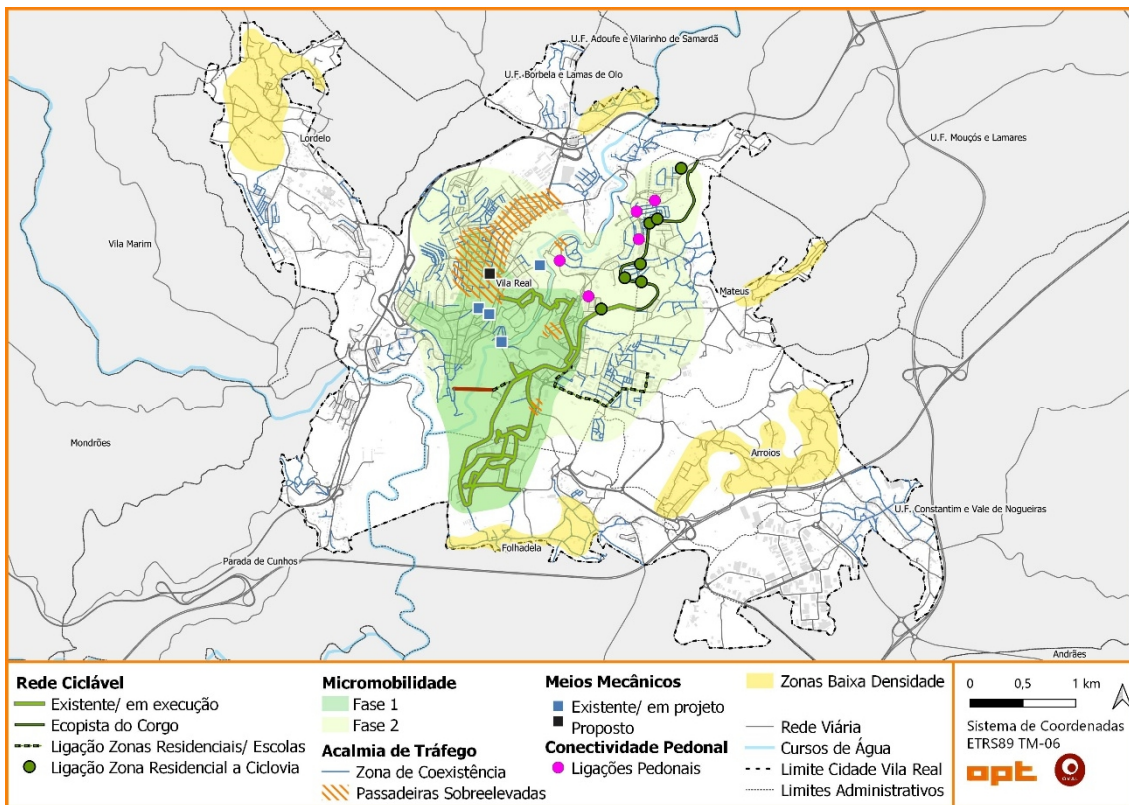 U.F. Adoufe e Vilarinho de Samardã
U.F. Borbela e Lamas de Olo
U.F. Mouçós e Lamares
Lordelo
Vila Marim
Vila Real
Mateus
Mondrões
Arroios
U.F. Constantim e Vale de Nogueiras
Folhadela
Parada de Cunhos
Andrães
Rede Ciclável
Existente/ em execução
Ecopista do Corgo
Ligação Zonas Residenciais/ Escolas
Ligação Zona Residencial a Ciclovia
Micromobilidade
Fase 1
Fase 2
Acalmia de Tráfego
Zona de Coexistência
Passadeiras Sobreelevadas
Meios Mecânicos
Existente/ em projeto
Proposto
Conectividade Pedonal
Ligações Pedonais
Zonas Baixa Densidade
Rede Viária
Cursos de Água
Limite Cidade Vila Real
Limites Administrativos
0 0,5 1 km
Sistema de Coordenadas
ETRS89 TM-06
opt